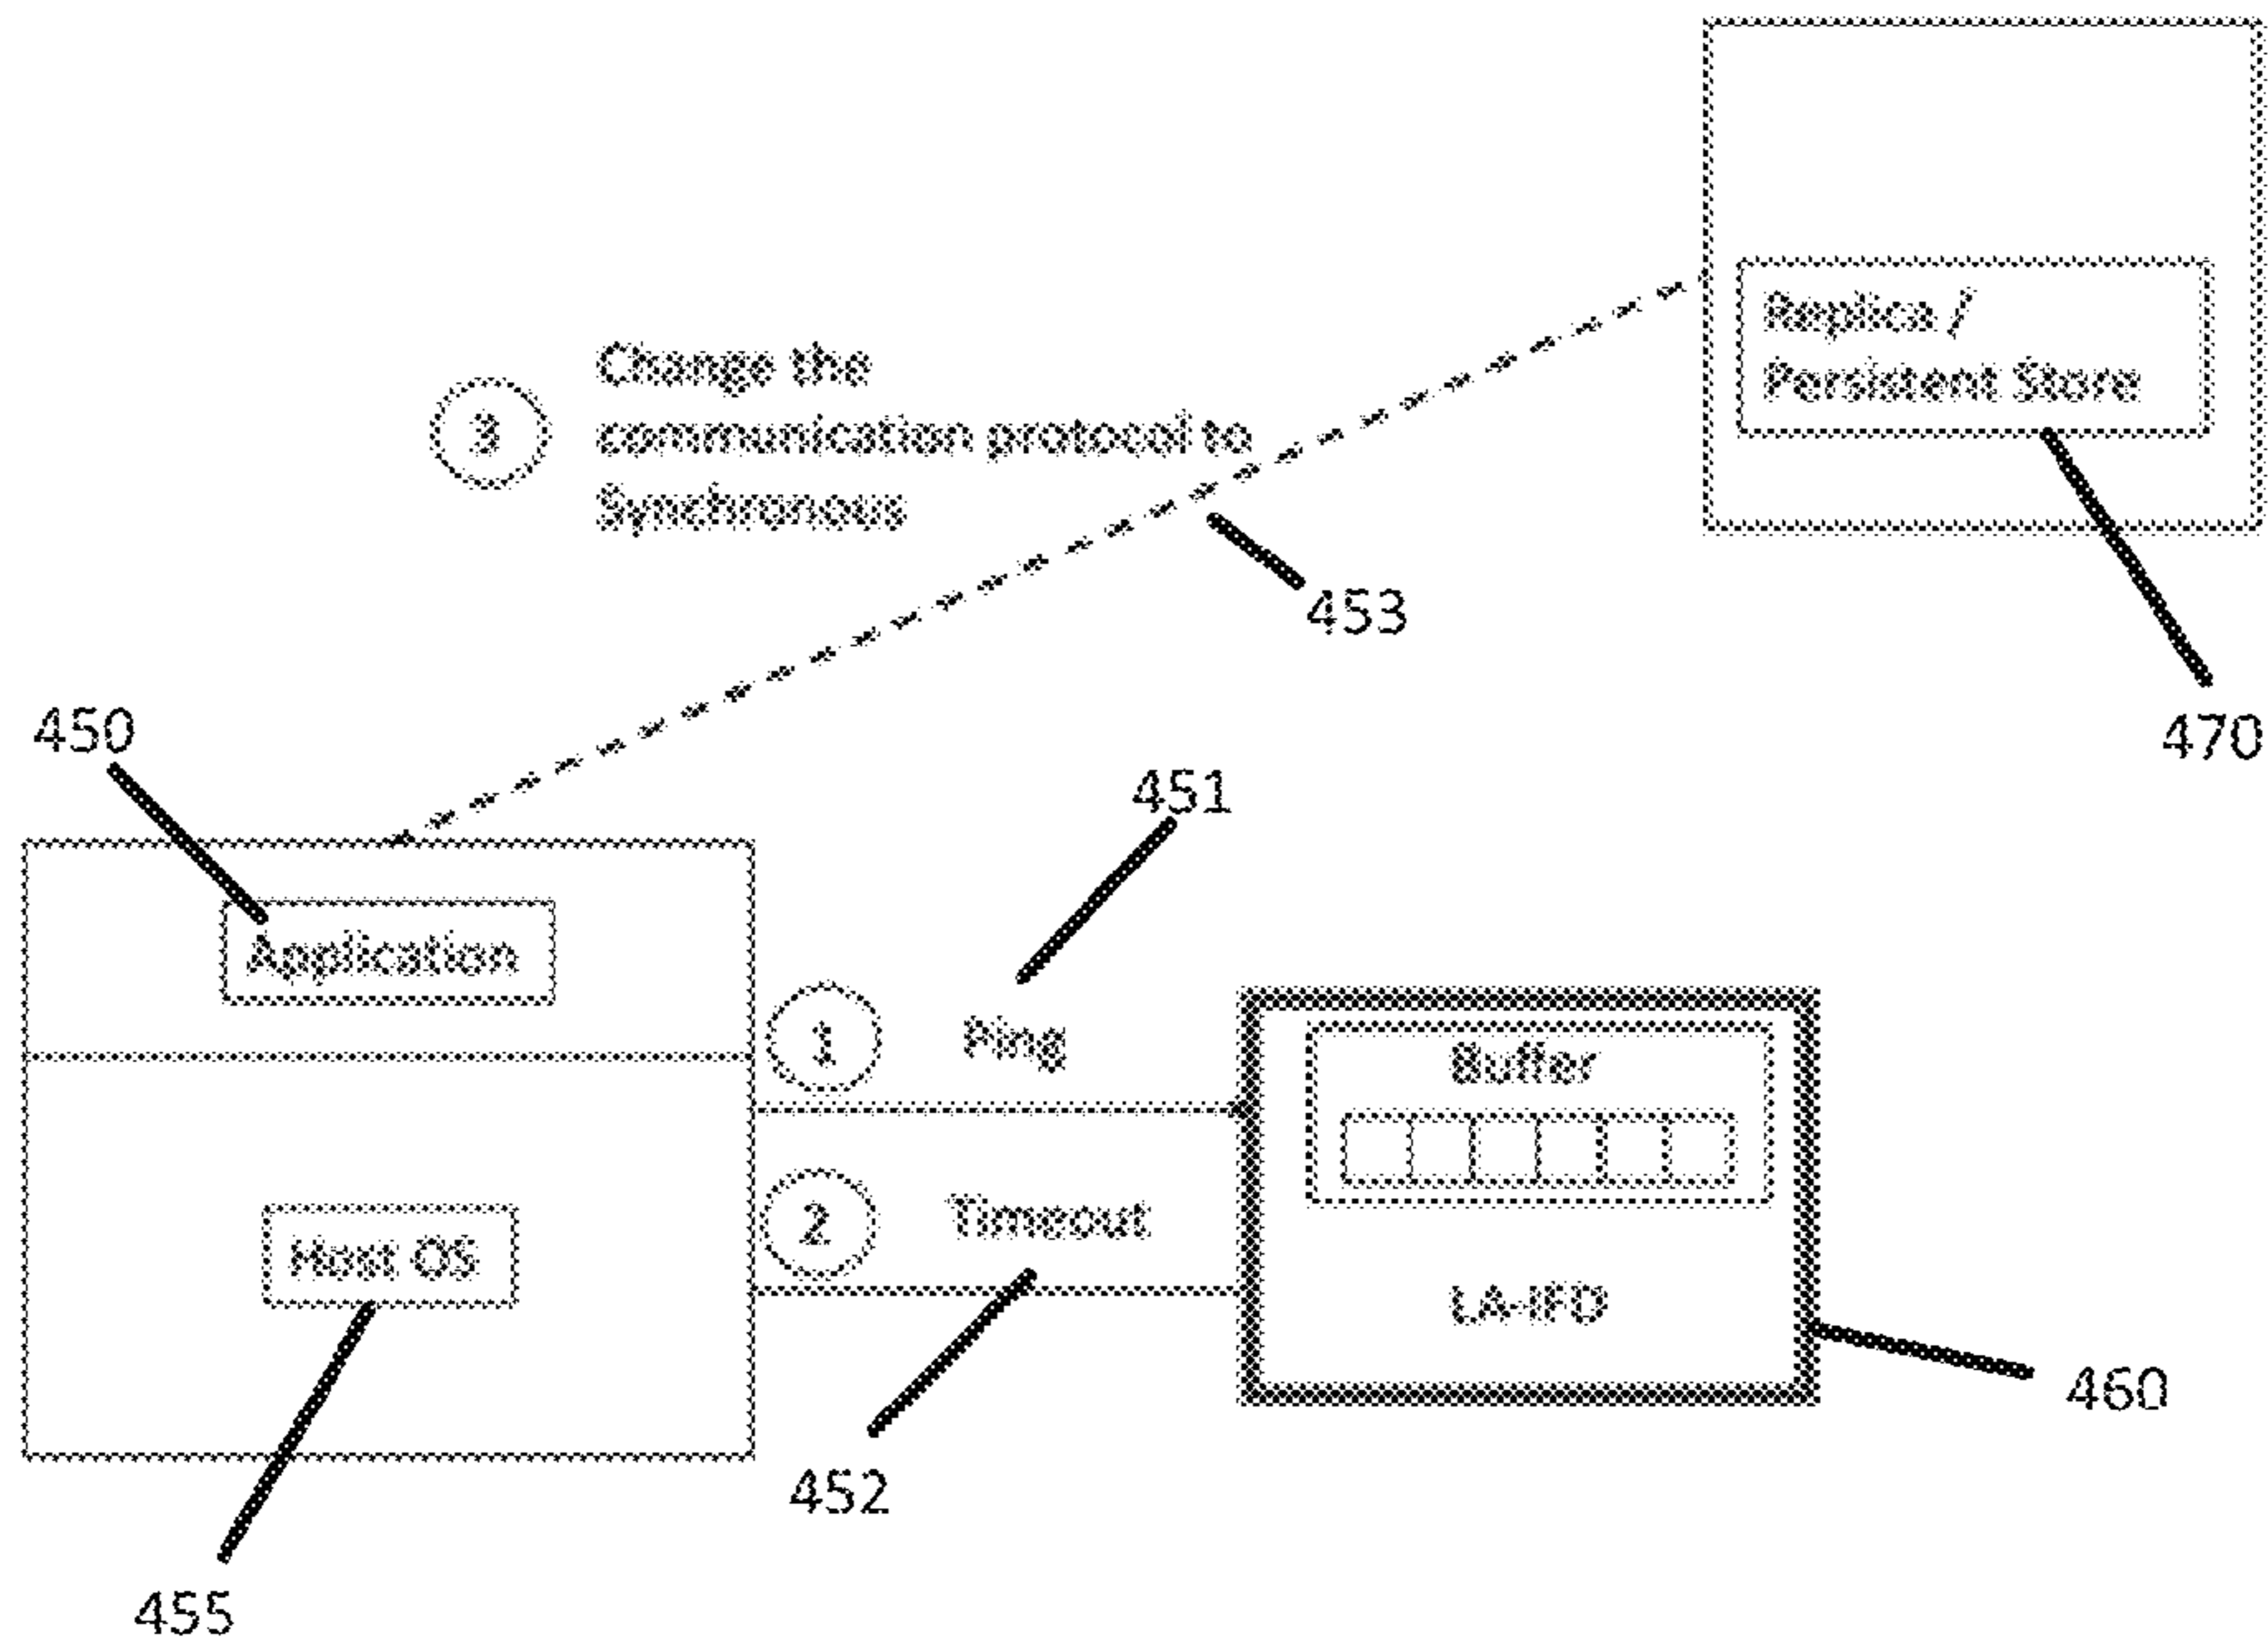 Replica /
Persistent Store
Change the
3
communication protocol to
Synchronous
453
470
450
451
Application
1
Ping
Buffer
2
Timeout
Host OS
LA-IFD
460
452
455